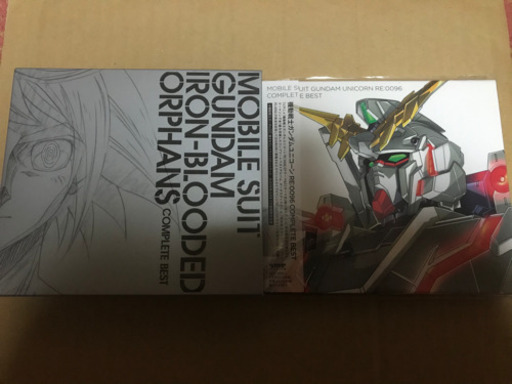 MOBILE SUIT
GUNDAM
IRON-BLOODED
ORPHANS
COMPLETE BEST
MOBILE SUIT GUNDAM UNICORN RE:0096
COMPLETE BEST
機動戦士ガンダムユニコーン RE:0096 COMPLETE BEST